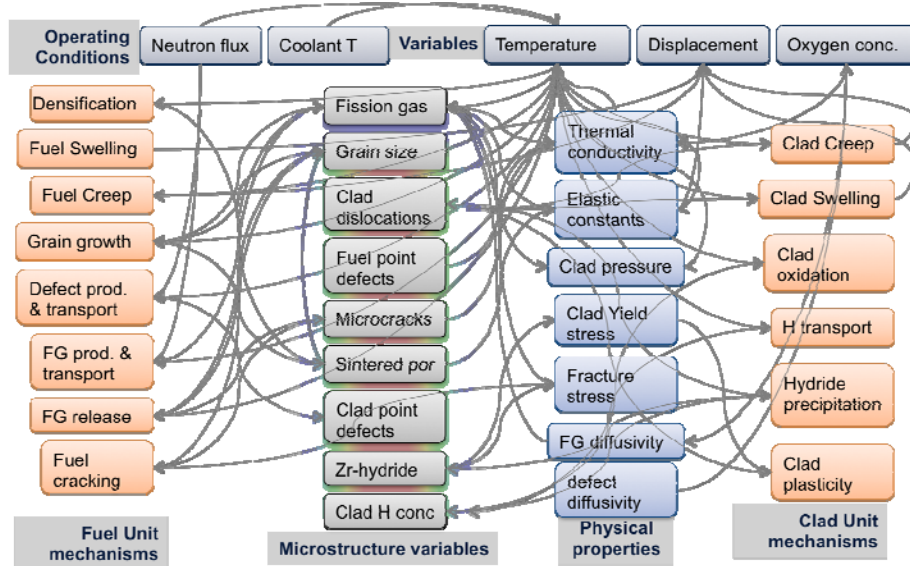 Operating
Conditions
Neutron flux
Coolant T
Variables
Temperature
Displacement
Oxygen conc.
Densification
Fuel Swelling
Fuel Creep
Grain growth
Defect prod.
& transport
FG prod. &
transport
FG release
Fuel
cracking
Fuel Unit
mechanisms
Fission gas
Grain size
Clad
dislocations
Fuel point
defects
Microcracks
Sintered por
Clad point
defects
Zr-hydride
Clad H conc
Microstructure variables
Thermal
conductivity
Elastic
constants
Clad pressure
Clad Yield
stress
Fracture
stress
FG diffusivity
defect
diffusivity
Physical
properties
Clad Creep
Clad Swelling
Clad
oxidation
H transport
Hydride
precipitation
Clad
plasticity
Clad Unit
mechanisms